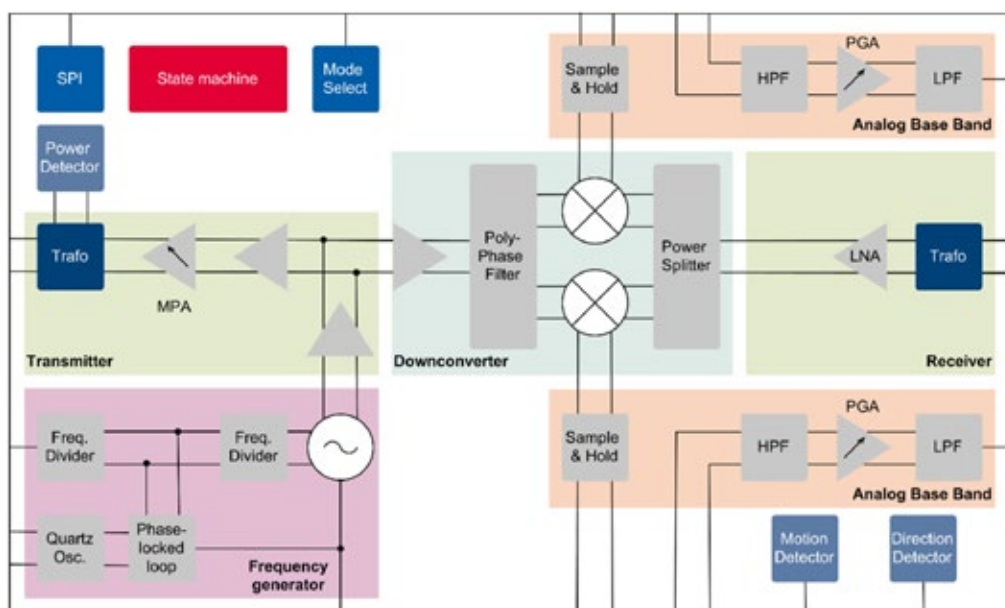 SPI
State machine
Mode
Select
Sample
& Hold
HPF
PGA
LPF
Analog Base Band
Power
Detector
Trafo
MPA
Transmitter
Poly-
Phase
Filter
Power
Splitter
Downconverter
LNA
Trafo
Receiver
Freq.
Divider
Freq.
Divider
Quartz
Osc.
Phase-
locked
loop
Frequency
generator
Sample
& Hold
HPF
PGA
LPF
Analog Base Band
Motion
Detector
Direction
Detector